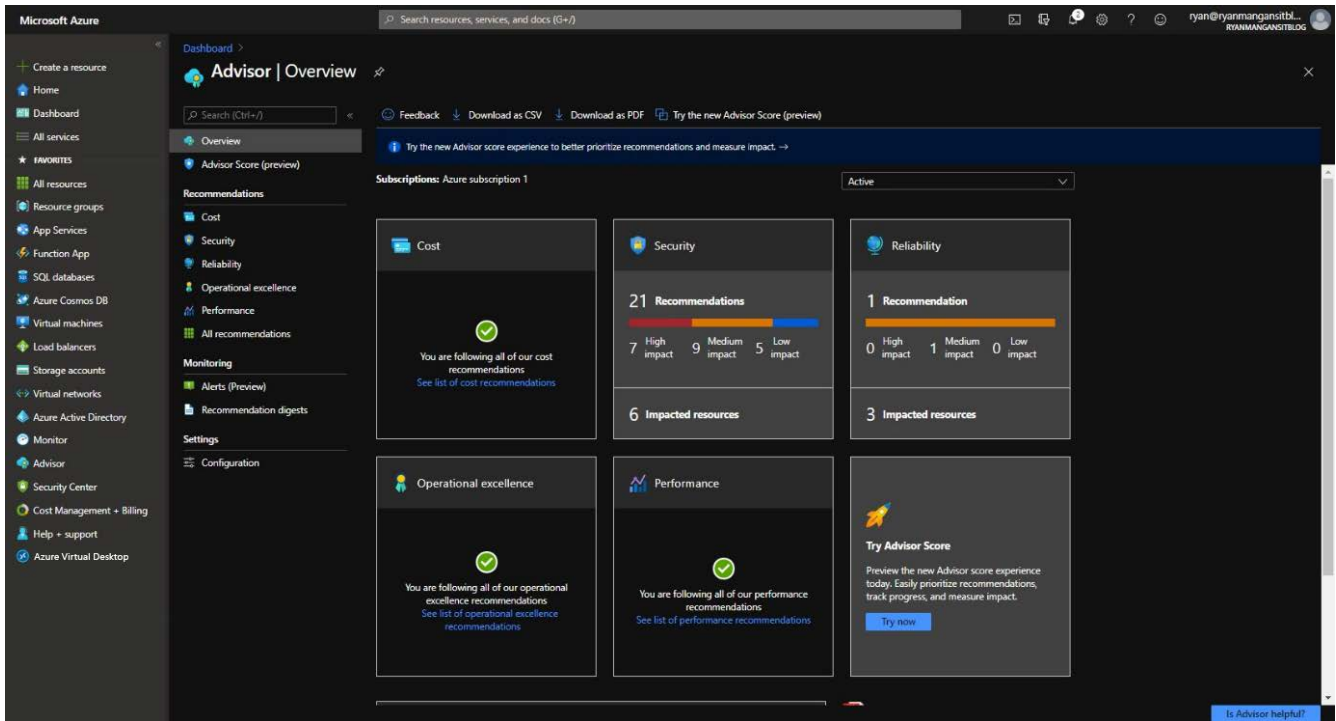 Microsoft Azure
Search resources, services, and docs (G+/)
2
ryan@ryanmangansitbl...
RYANMANGANSITBLOG
Create a resource
Home
Dashboard
All services
FAVORITES
All resources
Resource groups
App Services
Function App
SQL databases
Azure Cosmos DB
Virtual machines
Load balancers
Storage accounts
Virtual networks
Azure Active Directory
Monitor
Advisor
Security Center
Cost Management + Billing
Help + support
Azure Virtual Desktop
Dashboard >
Advisor | Overview
Search (Ctrl+/)
Overview
Advisor Score (preview)
Recommendations
Cost
Security
Reliability
Operational excellence
Performance
All recommendations
Monitoring
Alerts (Preview)
Recommendation digests
Settings
Configuration
Feedback Download as CSV Download as PDF Try the new Advisor Score (preview)
Try the new Advisor score experience to better prioritize recommendations and measure impact. →
Subscriptions: Azure subscription 1
Active
Cost
You are following all of our cost
recommendations
See list of cost recommendations
Security
21 Recommendations
7 High impact 9 Medium impact 5 Low impact
6 Impacted resources
Reliability
1 Recommendation
0 High impact 1 Medium impact 0 Low impact
3 Impacted resources
Operational excellence
You are following all of our operational
excellence recommendations
See list of operational excellence
recommendations
Performance
You are following all of our performance
recommendations
See list of performance recommendations
Try Advisor Score
Preview the new Advisor score experience
today. Easily prioritize recommendations,
track progress, and measure impact.
Try now
Is Advisor helpful?